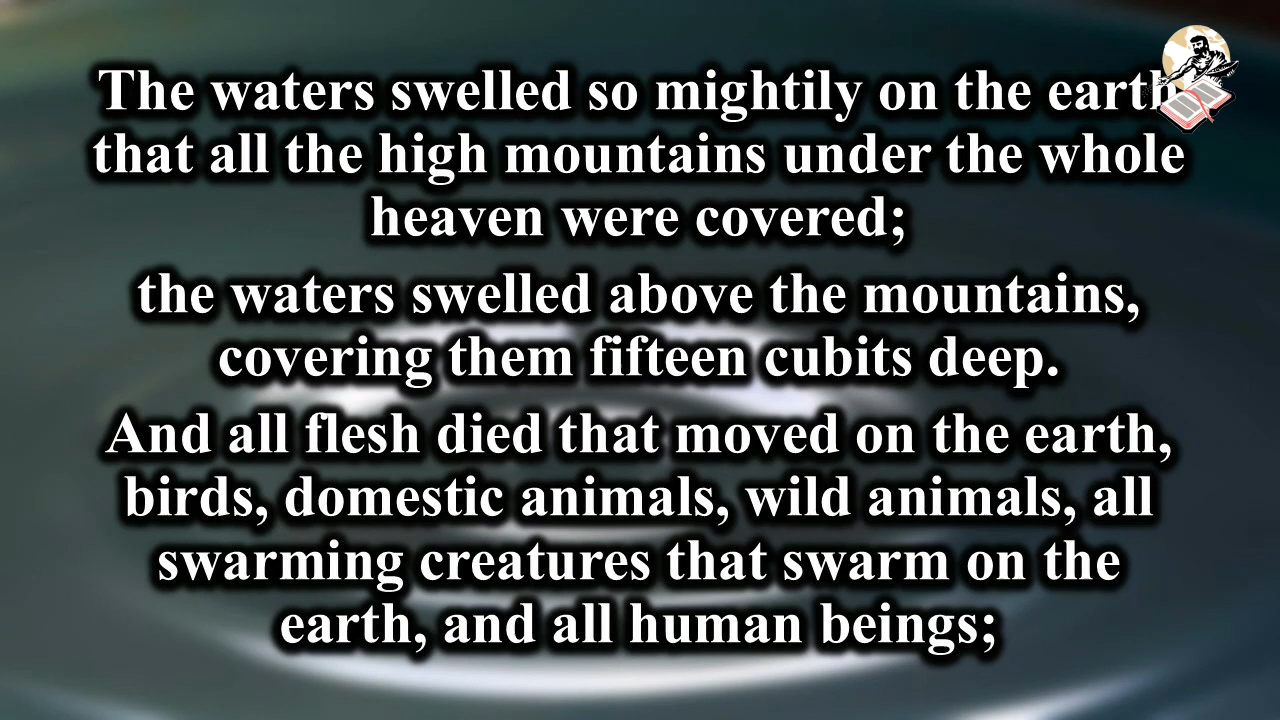 The waters swelled so mightily on the earth
that all the high mountains under the whole
heaven were covered;
the waters swelled above the mountains,
covering them fifteen cubits deep.
And all flesh died that moved on the earth,
birds, domestic animals, wild animals, all
swarming creatures that swarm on the
earth, and all human beings;